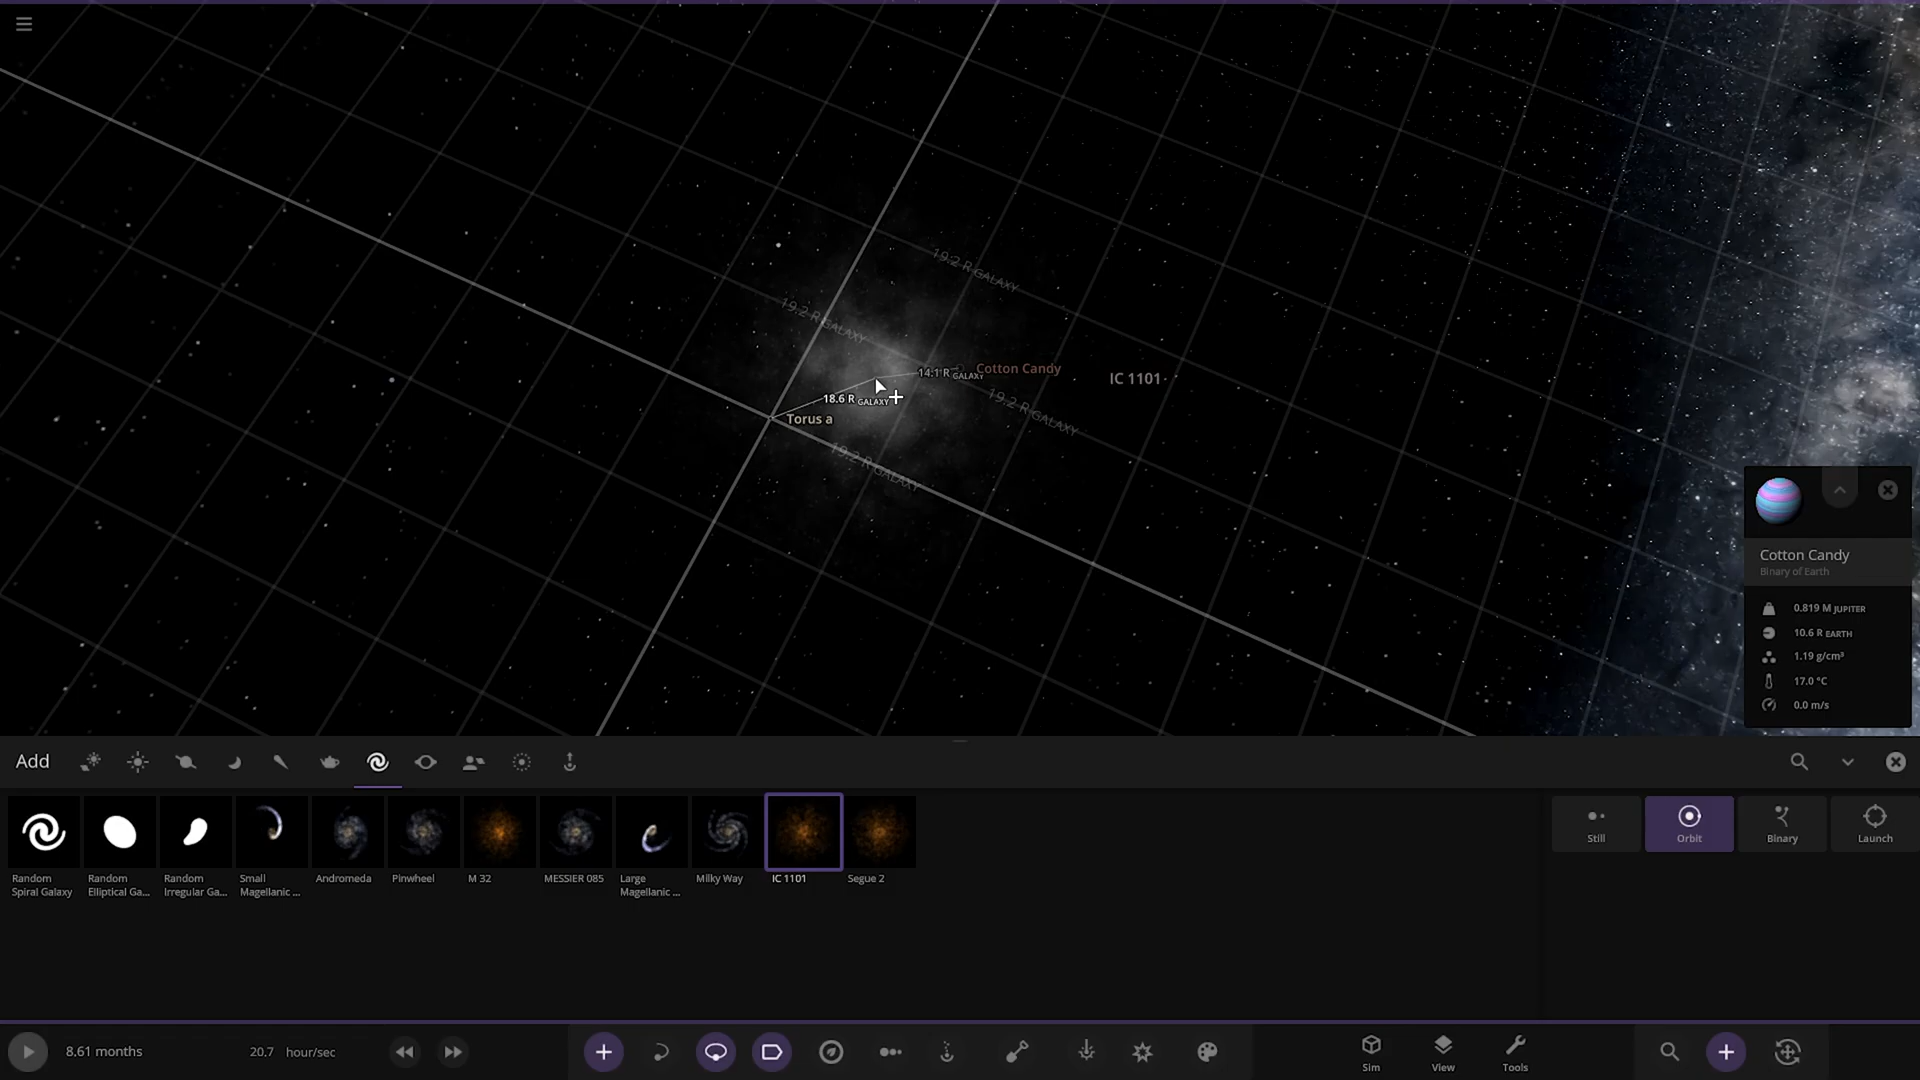 19.2 R GALAXY
19.2 R GALAXY
14.1 R GALAXY
Cotton Candy
IC 1101
18.6 R GALAXY
19.2 R GALAXY
Torus a
19.2 R GALAXY
Cotton Candy
Binary of Earth
0.819 M JUPITER
10.6 R EARTH
1.19 g/cm³
17.0 °C
0.0 m/s
Add
Random Spiral Galaxy
Random Elliptical Ga...
Random Irregular Ga...
Small Magellanic ...
Andromeda
Pinwheel
M 32
MESSIER 085
Large Magellanic ...
Milky Way
IC 1101
Segue 2
Still
Orbit
Binary
Launch
8.61 months
20.7 hour/sec
Sim
View
Tools